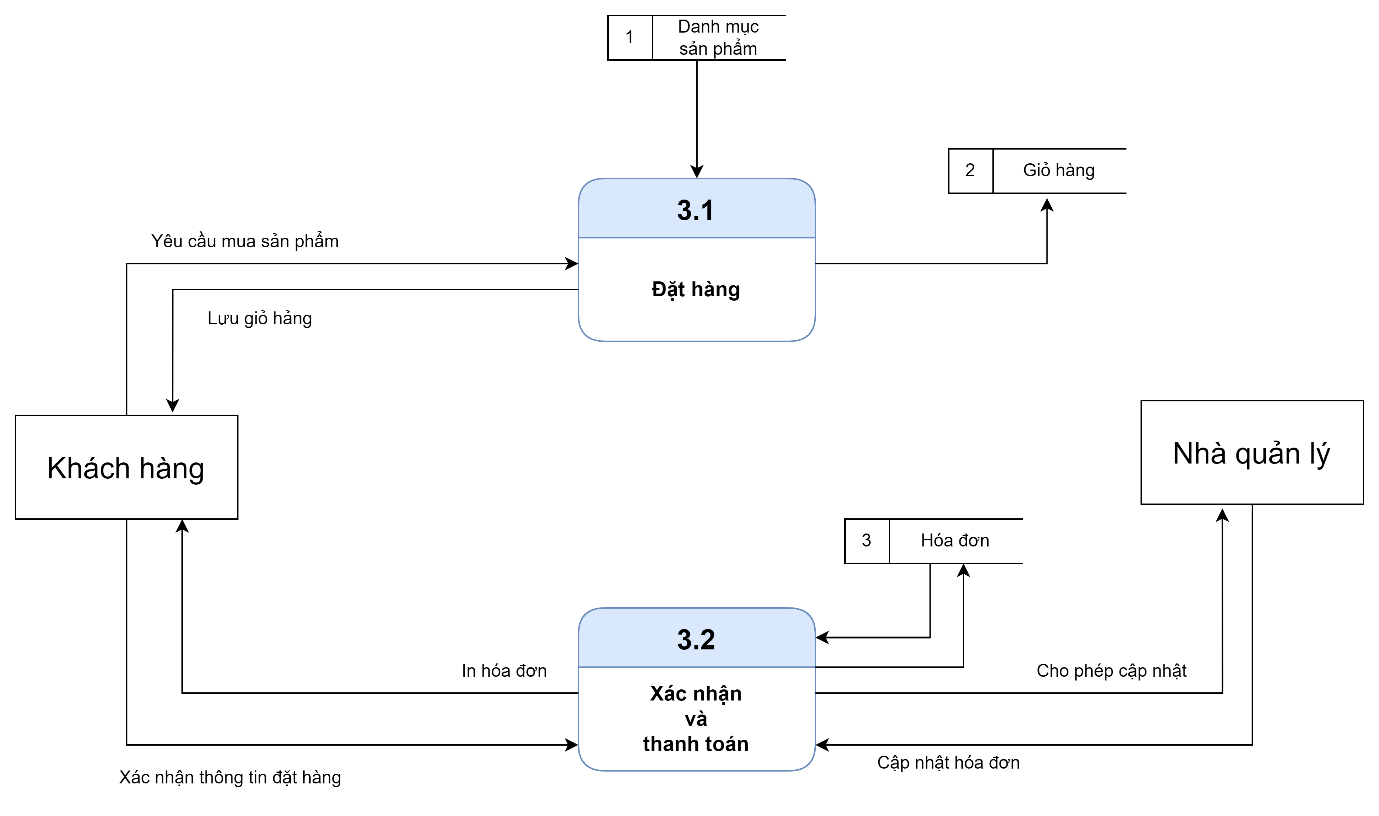 1
Danh mục
sản phẩm
2
Giỏ hàng
3.1
Yêu cầu mua sản phẩm
Đặt hàng
Lưu giỏ hảng
Khách hàng
Nhà quản lý
3
Hóa đơn
3.2
In hóa đơn
Cho phép cập nhật
Xác nhận
và
thanh toán
Cập nhật hóa đơn
Xác nhận thông tin đặt hàng